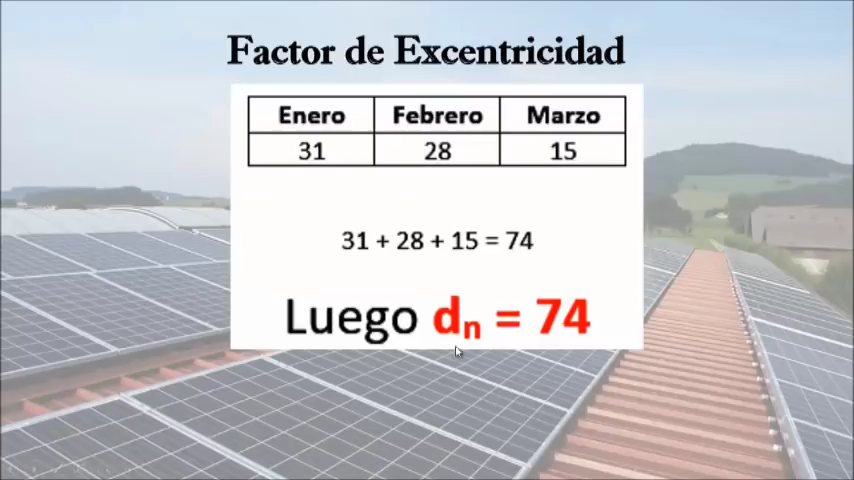 Factor de Excentricidad
Enero Febrero Marzo
31 28 15
31 + 28 + 15 = 74
Luego dn = 74